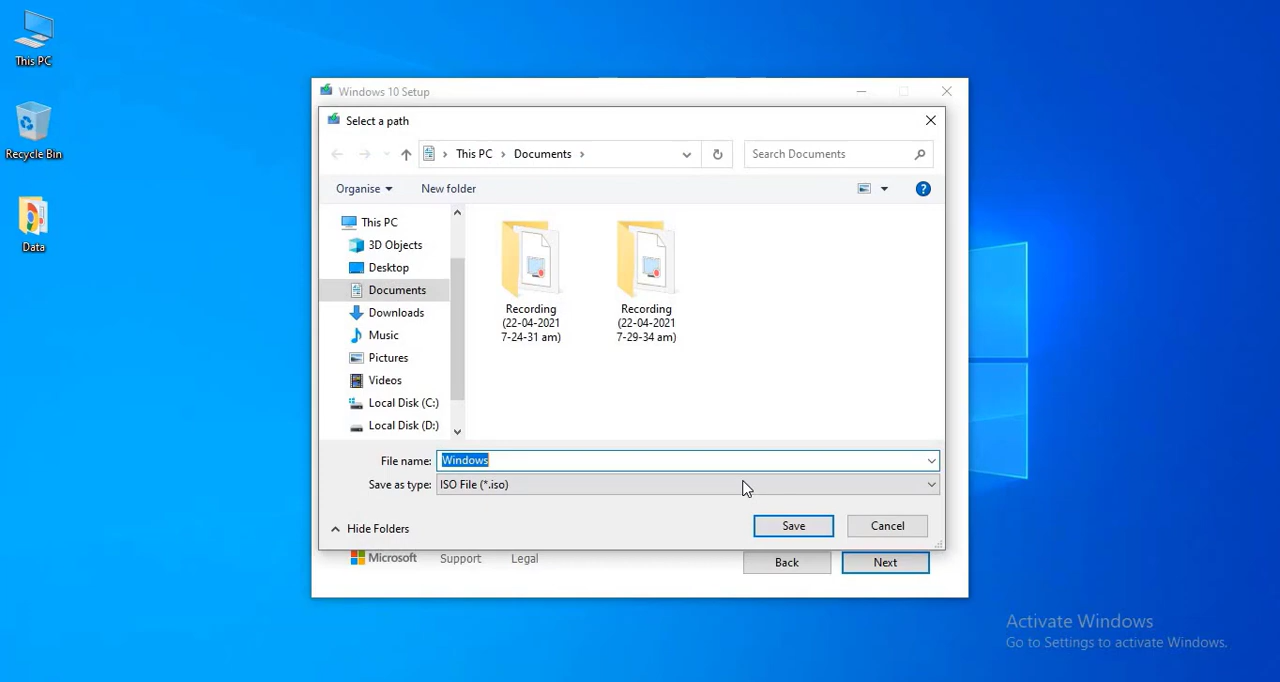 This PC
Recycle Bin
Data
Windows 10 Setup
Select a path
This PC
Documents
Search Documents
Organise
New folder
This PC
3D Objects
Desktop
Documents
Downloads
Music
Pictures
Videos
Local Disk (C:)
Local Disk (D:)
Recording
(22-04-2021
7-24-31 am)
Recording
(22-04-2021
7-29-34 am)
File name: Windows
Save as type: ISO File (*.iso)
Hide Folders
Save
Cancel
Microsoft
Support
Legal
Back
Next
Activate Windows
Go to Settings to activate Windows.